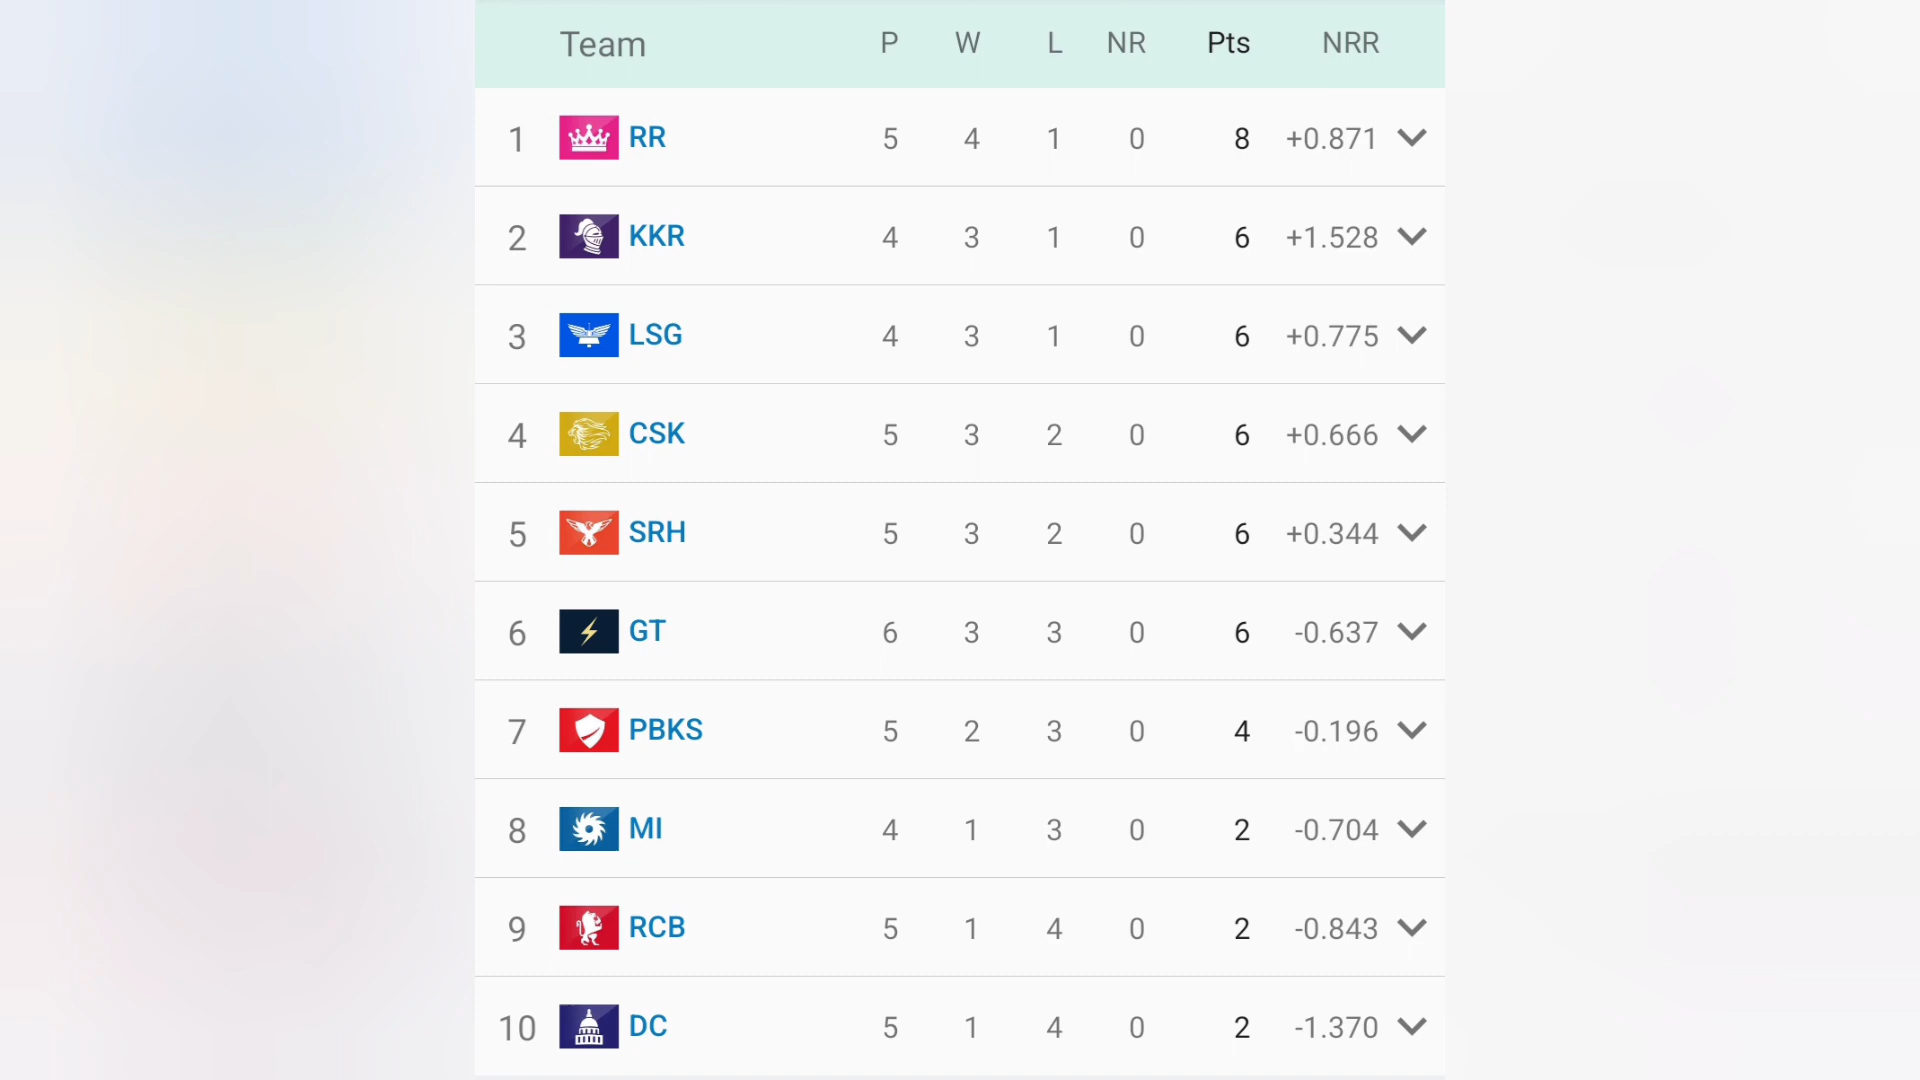 Team P W L NR Pts NRR
1 RR 5 4 1 0 8 +0.871
2 KKR 4 3 1 0 6 +1.528
3 LSG 4 3 1 0 6 +0.775
4 CSK 5 3 2 0 6 +0.666
5 SRH 5 3 2 0 6 +0.344
6 GT 6 3 3 0 6 -0.637
7 PBKS 5 2 3 0 4 -0.196
8 MI 4 1 3 0 2 -0.704
9 RCB 5 1 4 0 2 -0.843
10 DC 5 1 4 0 2 -1.370